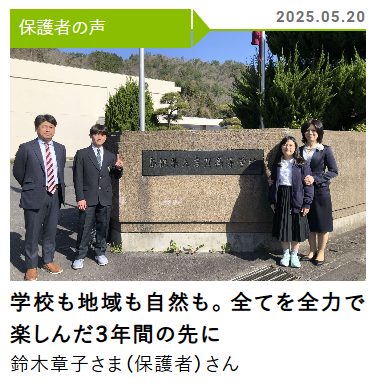 保護者の声
2025.05.20
学校も地域も自然も。全てを全力で
楽しんだ3年間の先に
鈴木章子さま(保護者)さん